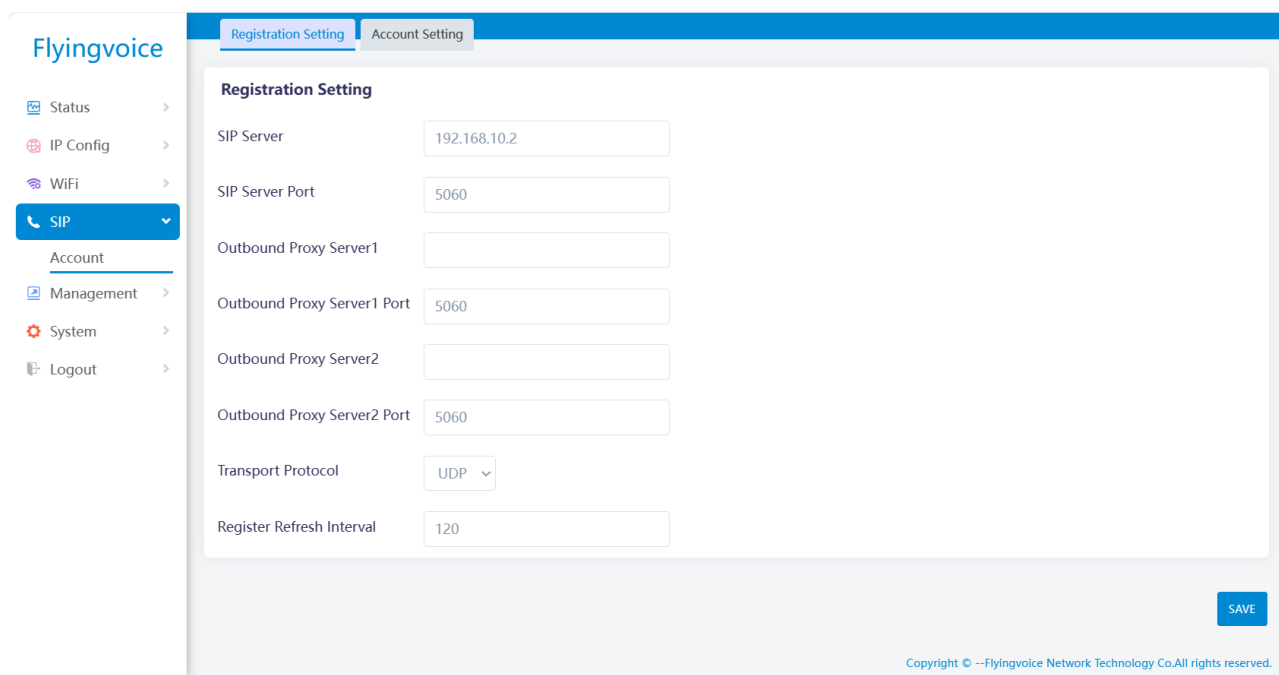 Flyingvoice
Status
IP Config
WiFi
SIP
Account
Management
System
Logout
Registration Setting
Account Setting
Registration Setting
SIP Server 192.168.10.2
SIP Server Port 5060
Outbound Proxy Server1
Outbound Proxy Server1 Port 5060
Outbound Proxy Server2
Outbound Proxy Server2 Port 5060
Transport Protocol UDP
Register Refresh Interval 120
SAVE
Copyright © --Flyingvoice Network Technology Co.All rights reserved.